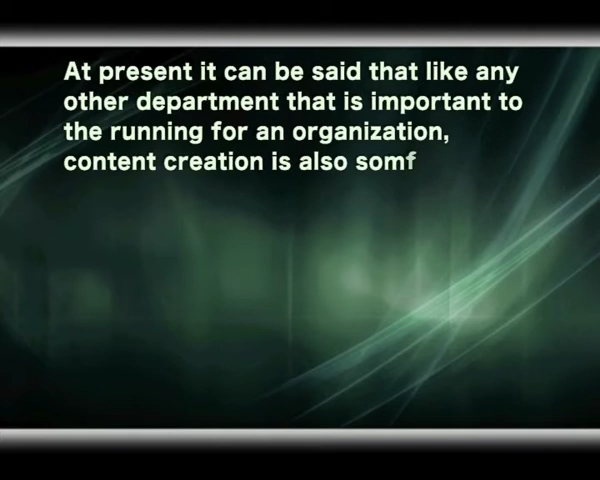 At present it can be said that like any
other department that is important to
the running for an organization,
content creation is also somf